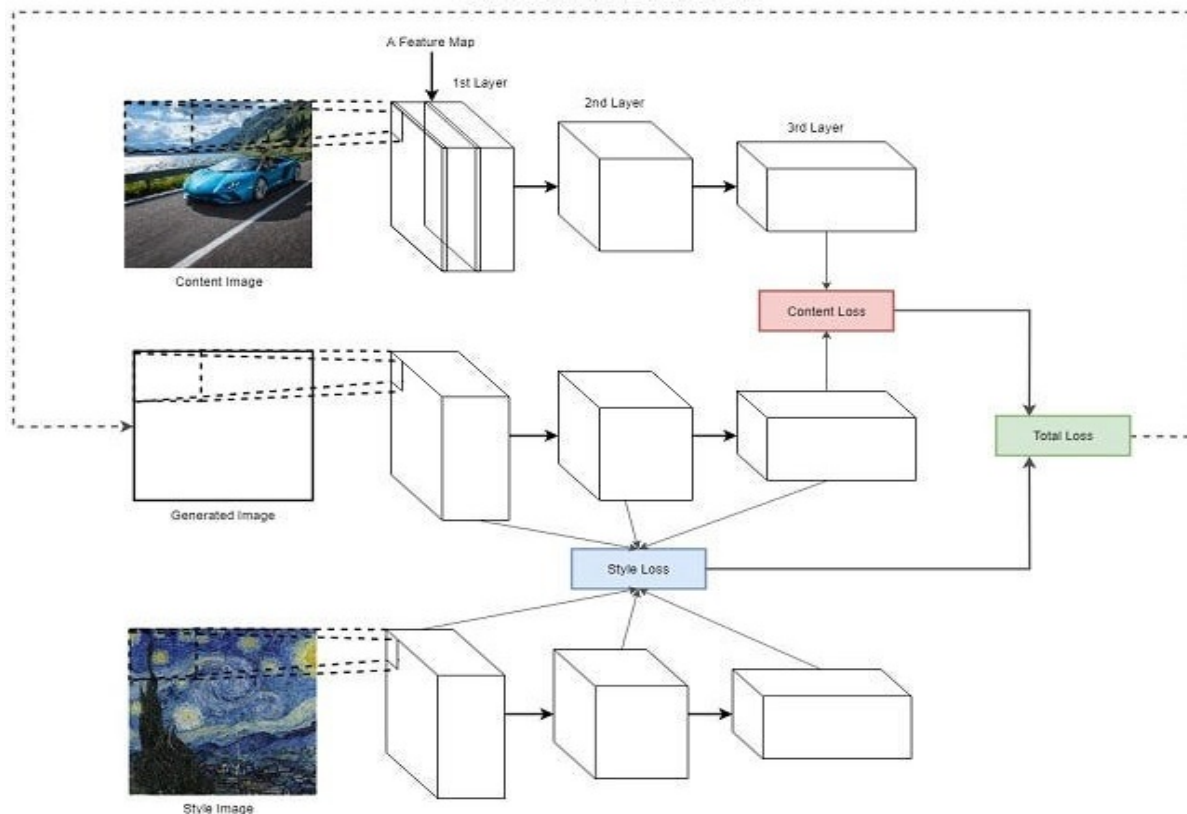 A Feature Map
1st Layer
2nd Layer
3rd Layer
Content Image
Content Loss
Total Loss
Generated Image
Style Loss
Style Image